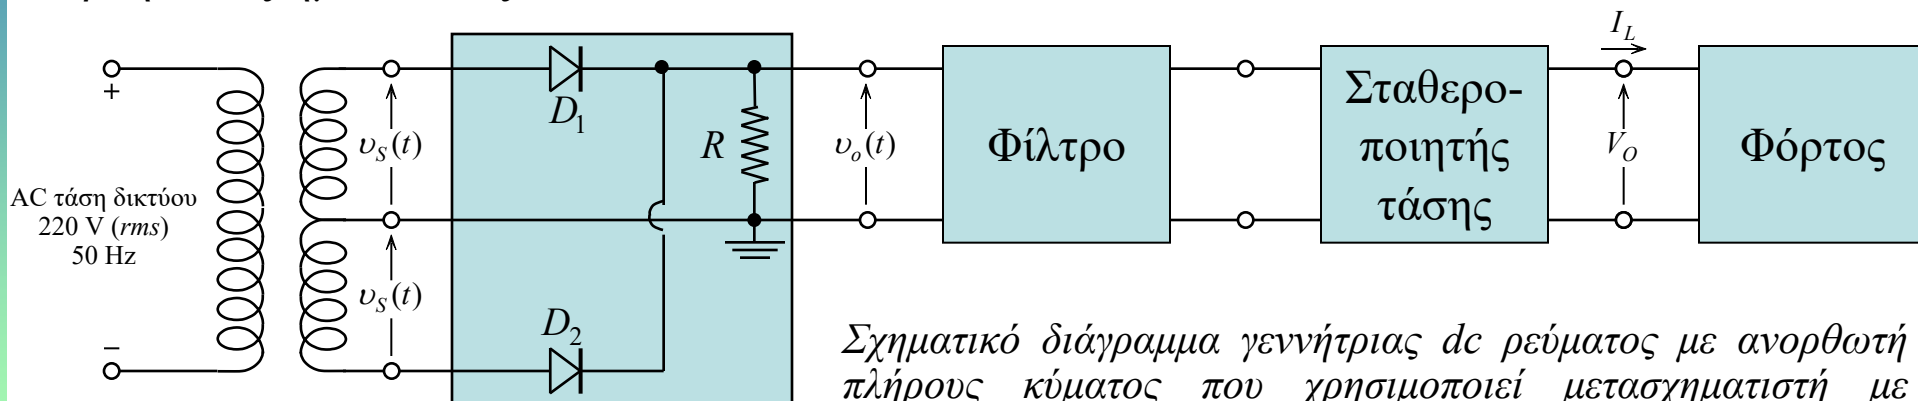 I_L
+
D_1
υ_S(t)
R
υ_o(t)
Φίλτρο
Σταθερο-
ποιητής
τάσης
V_O
Φόρτος
AC τάση δικτύου
220 V (rms)
50 Hz
υ_S(t)
D_2
−
Σχηματικό διάγραμμα γεννήτριας dc ρεύματος με ανορθωτή
πλήρους κύματος που χρησιμοποιεί μετασχηματιστή με